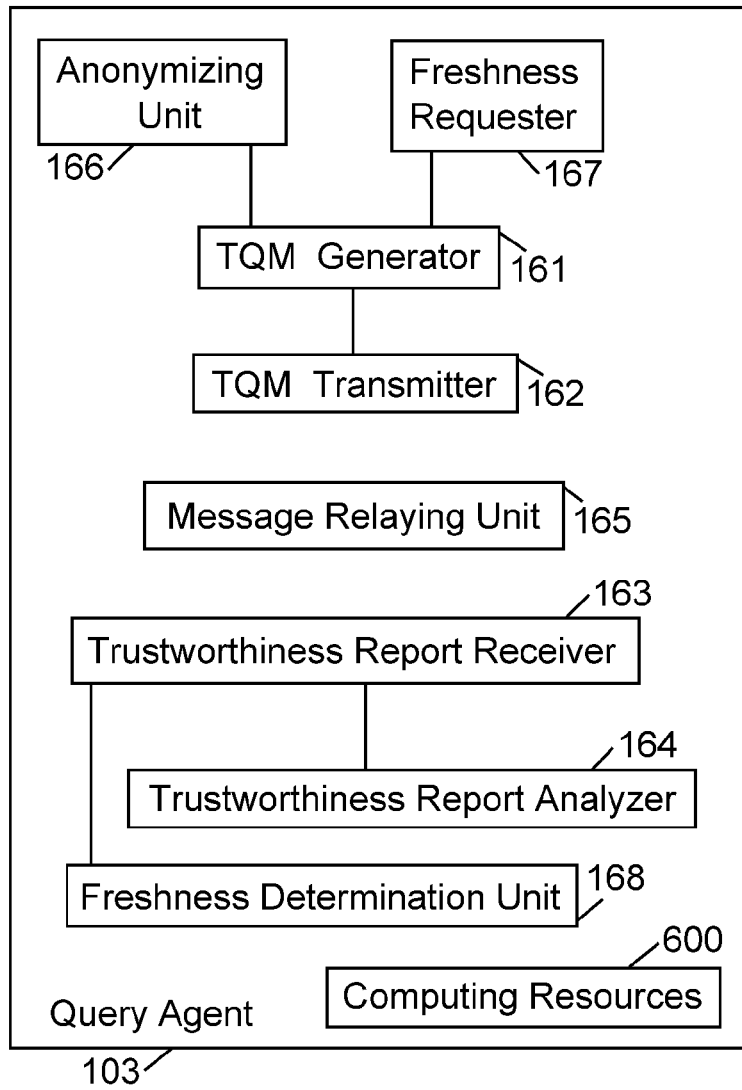 Anonymizing
Unit
166
Freshness
Requester
167
TQM Generator
161
TQM Transmitter
162
Message Relaying Unit
165
163
Trustworthiness Report Receiver
164
Trustworthiness Report Analyzer
Freshness Determination Unit
168
600
Computing Resources
Query Agent
103